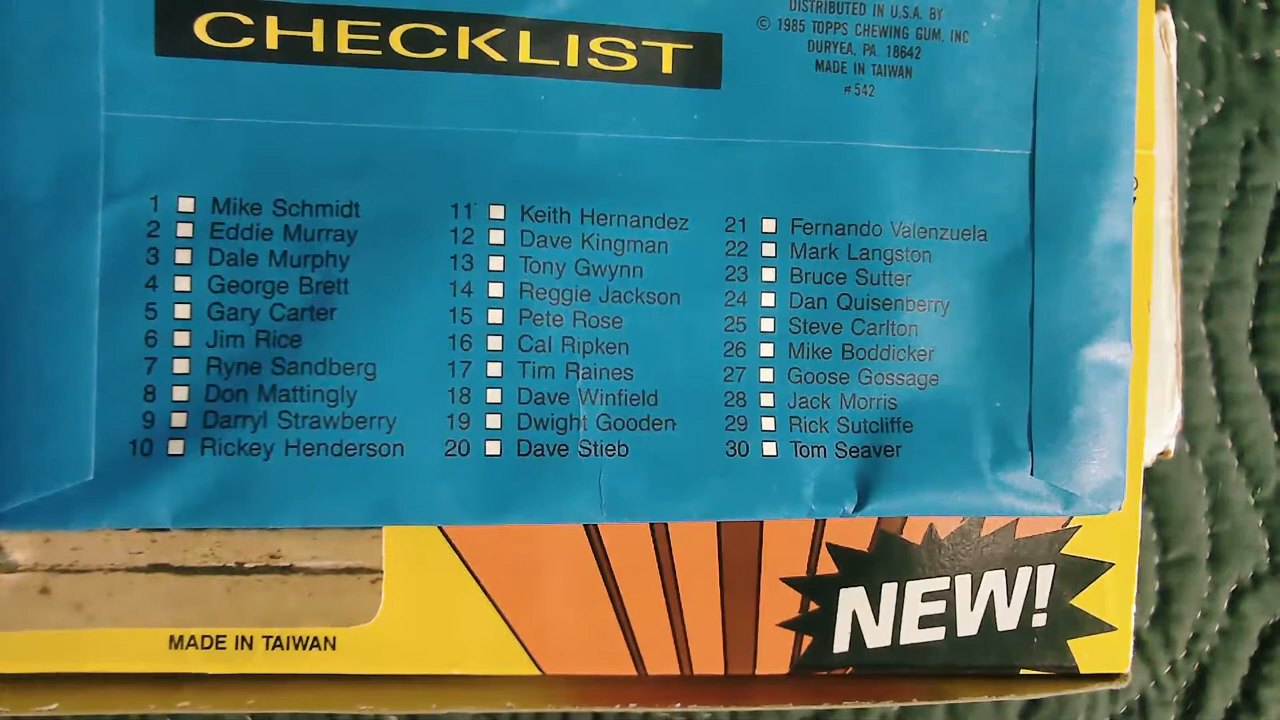 CHECKLIST
DISTRIBUTED IN U.S.A. BY
© 1985 TOPPS CHEWING GUM, INC
DURYEA, PA. 18642
MADE IN TAIWAN
#542
1 Mike Schmidt
2 Eddie Murray
3 Dale Murphy
4 George Brett
5 Gary Carter
6 Jim Rice
7 Ryne Sandberg
8 Don Mattingly
9 Darryl Strawberry
10 Rickey Henderson
11 Keith Hernandez
12 Dave Kingman
13 Tony Gwynn
14 Reggie Jackson
15 Pete Rose
16 Cal Ripken
17 Tim Raines
18 Dave Winfield
19 Dwight Gooden
20 Dave Stieb
21 Fernando Valenzuela
22 Mark Langston
23 Bruce Sutter
24 Dan Quisenberry
25 Steve Carlton
26 Mike Boddicker
27 Goose Gossage
28 Jack Morris
29 Rick Sutcliffe
30 Tom Seaver
MADE IN TAIWAN
NEW!